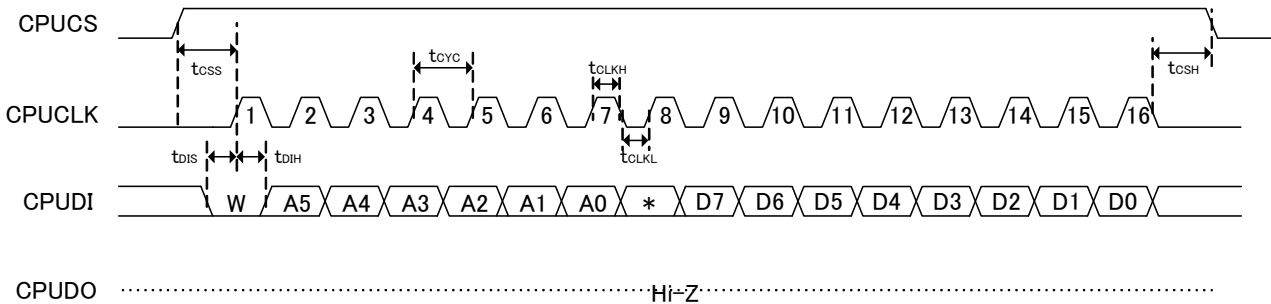 CPUCS
tCSS
tCYC
tCLKH
tCSH
CPUCLK 1 2 3 4 5 6 7 8 9 10 11 12 13 14 15 16
tDIS tDIH tCLKL
CPUDI W A5 A4 A3 A2 A1 A0 * D7 D6 D5 D4 D3 D2 D1 D0
CPUDO Hi-Z